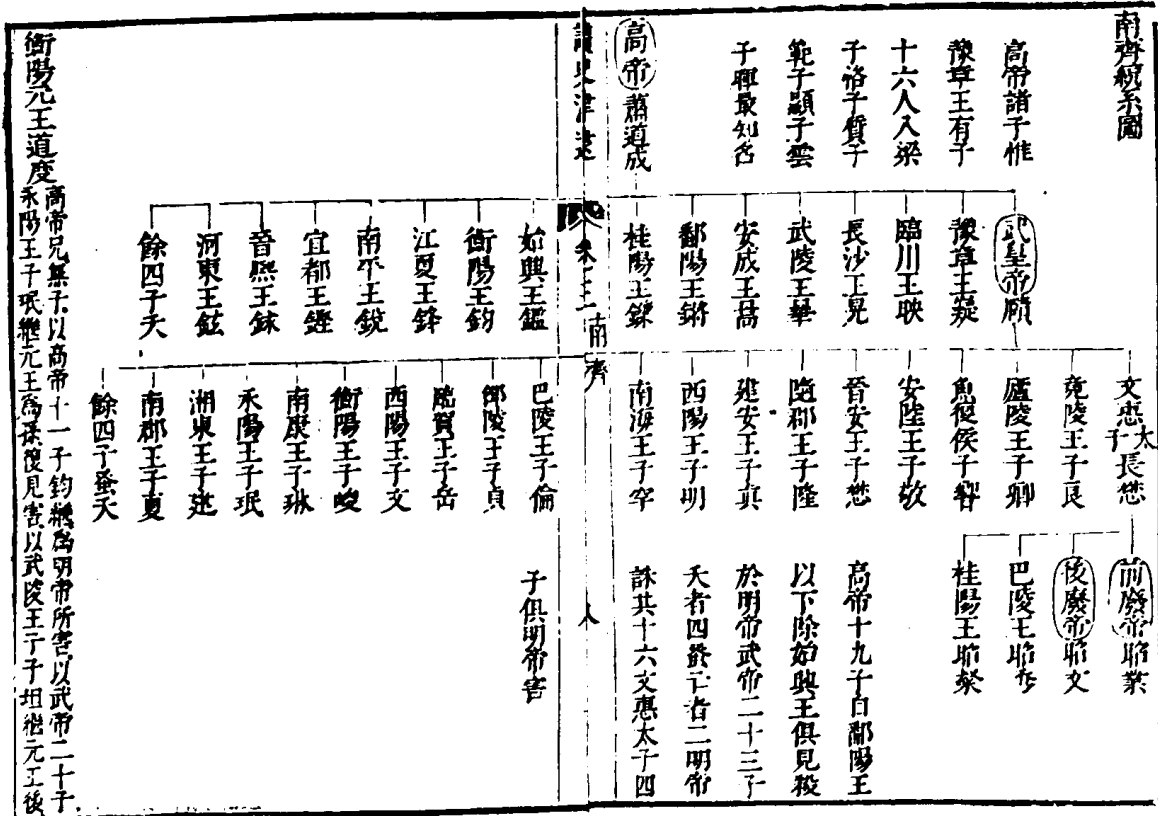 南齊統系圖
高帝諸子惟
豫章王有子
十六人入梁
子恪子質子
範子顯子雲
子暉最知名
高帝蕭道成
武皇帝賾
豫章王嶷
臨川王映
長沙王晃
武陵王曅
安成王暠
鄱陽王鏘
桂陽王鑠
始興王鑑
衡陽王鈞
江夏王鋒
南平王銳
宜都王鏗
晉熙王銶
河東王鉉
餘四子夭
文惠太子長懋
竟陵王子良
廬陵王子卿
魚復侯子響
安陸王子敬
晉安王子懋
隨郡王子隆
建安王子真
西陽王子明
南海王子罕
巴陵王子倫
邵陵王子貞
臨賀王子岳
西陽王子文
衡陽王子峻
南康王子琳
永陽王子珉
湘東王子建
南郡王子夏
餘四子蚤夭
前廢帝昭業
後廢帝昭文
巴陵王昭秀
桂陽王昭粲
高帝十九子自鄱陽王
以下除始興王俱見殺
於明帝武帝二十三子
夭者四發亡者二明帝
誅其十六文惠太子四
子俱明帝害
讀史津逮
卷三
南齊
衡陽元王道度
高帝兄無子以高帝十一子鈞繼為明帝所害以武帝二十子
永陽王子珉繼元王為孫復見害以武陵王子子坦繼元王後